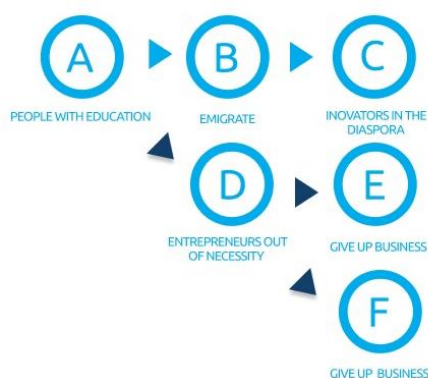 A
B
C
PEOPLE WITH EDUCATION
EMIGRATE
INOVATORS IN THE
DIASPORA
D
E
ENTREPRENEURS OUT
OF NECESSITY
GIVE UP BUSINESS
F
GIVE UP BUSINESS